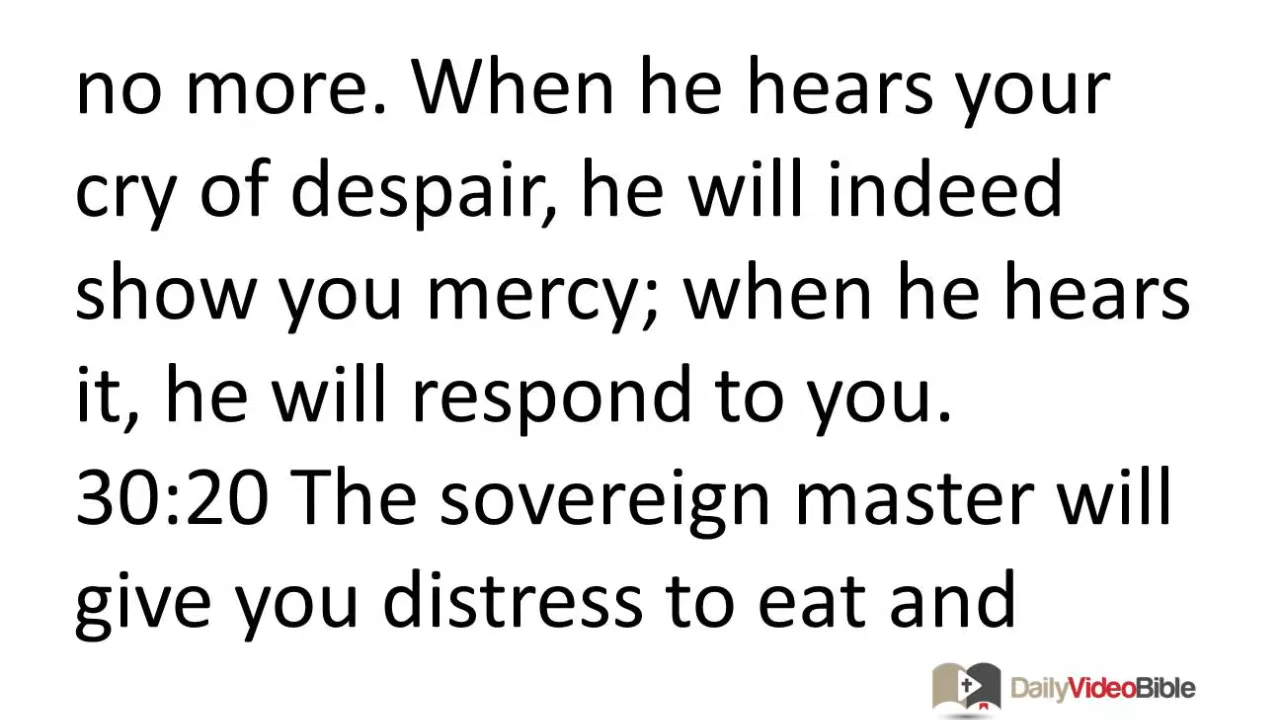 no more. When he hears your
cry of despair, he will indeed
show you mercy; when he hears
it, he will respond to you.
30:20 The sovereign master will
give you distress to eat and
DailyVideoBible